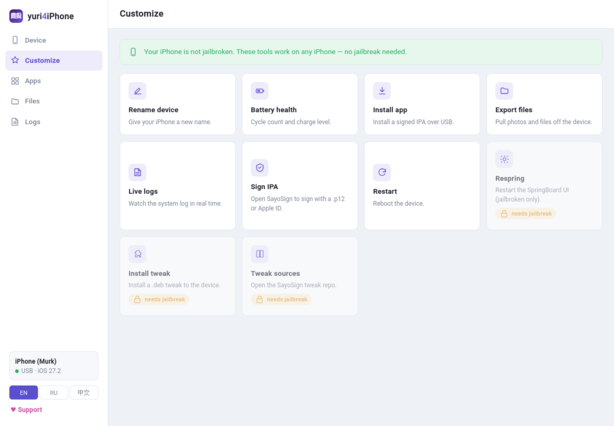 yuri4iPhone
Device
Customize
Apps
Files
Logs
iPhone (Murk)
USB · iOS 27.2
EN
RU
中文
Support
Customize
Your iPhone is not jailbroken. These tools work on any iPhone — no jailbreak needed.
Rename device
Give your iPhone a new name.
Battery health
Cycle count and charge level.
Install app
Install a signed IPA over USB.
Export files
Pull photos and files off the device.
Live logs
Watch the system log in real time.
Sign IPA
Open SayoSign to sign with a .p12
or Apple ID.
Restart
Reboot the device.
Respring
Restart the SpringBoard UI
(jailbroken only).
needs jailbreak
Install tweak
Install a .deb tweak to the device.
needs jailbreak
Tweak sources
Open the SayoSign tweak repo.
needs jailbreak